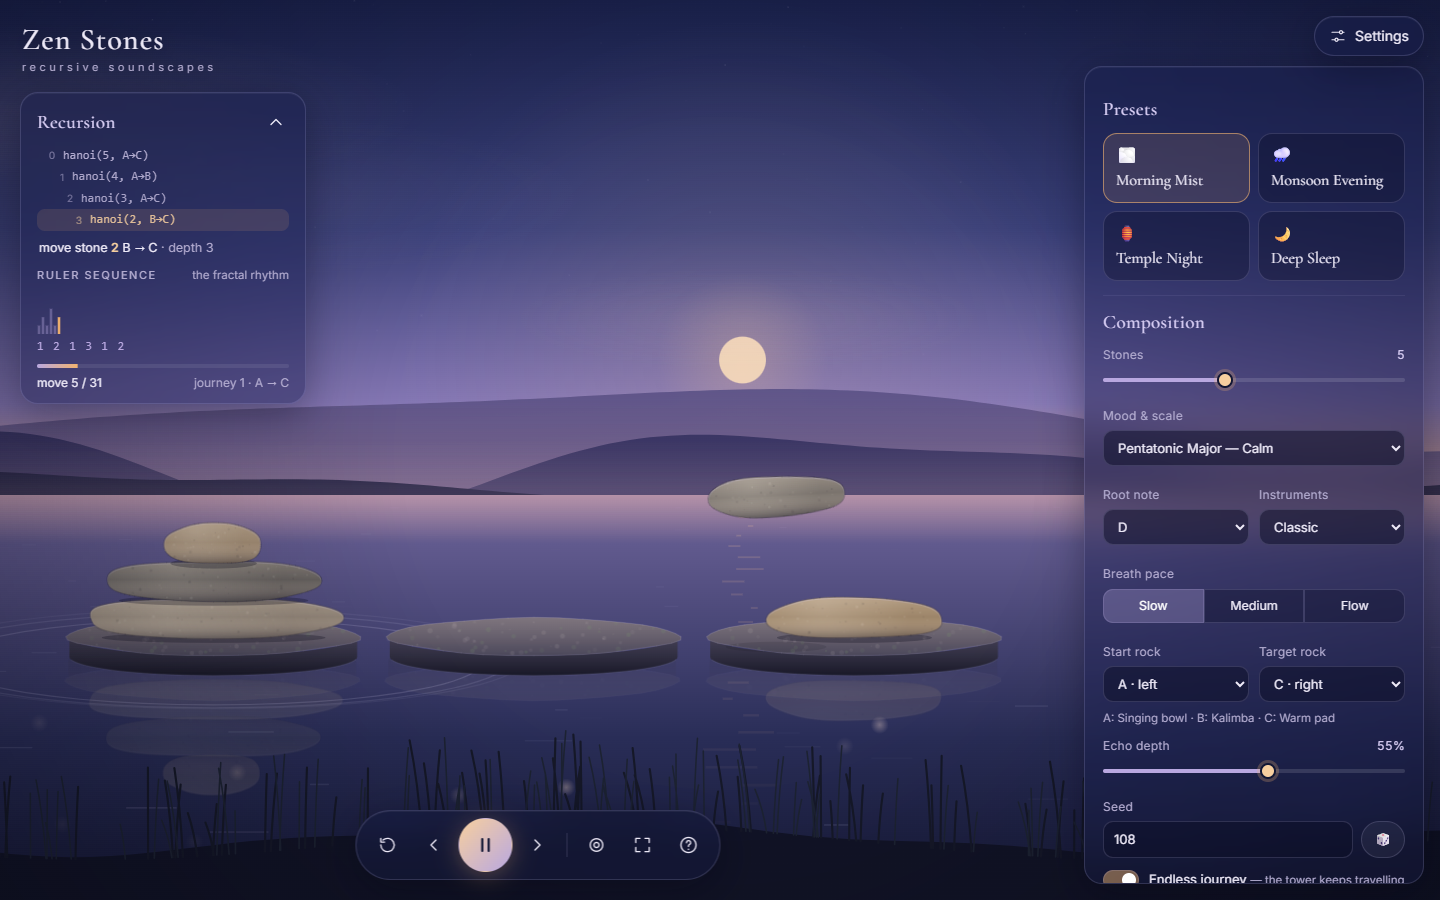 Zen Stones
recursive soundscapes
Recursion
0 hanoi(5, A→C)
1 hanoi(4, A→B)
2 hanoi(3, A→C)
3 hanoi(2, B→C)
move stone 2 B → C · depth 3
RULER SEQUENCE the fractal rhythm
1 2 1 3 1 2
move 5 / 31 journey 1 · A → C
Settings
Presets
Morning Mist
Monsoon Evening
Temple Night
Deep Sleep
Composition
Stones 5
Mood & scale
Pentatonic Major — Calm
Root note Instruments
D Classic
Breath pace
Slow Medium Flow
Start rock Target rock
A · left C · right
A: Singing bowl · B: Kalimba · C: Warm pad
Echo depth 55%
Seed
108
Endless journey — the tower keeps travelling